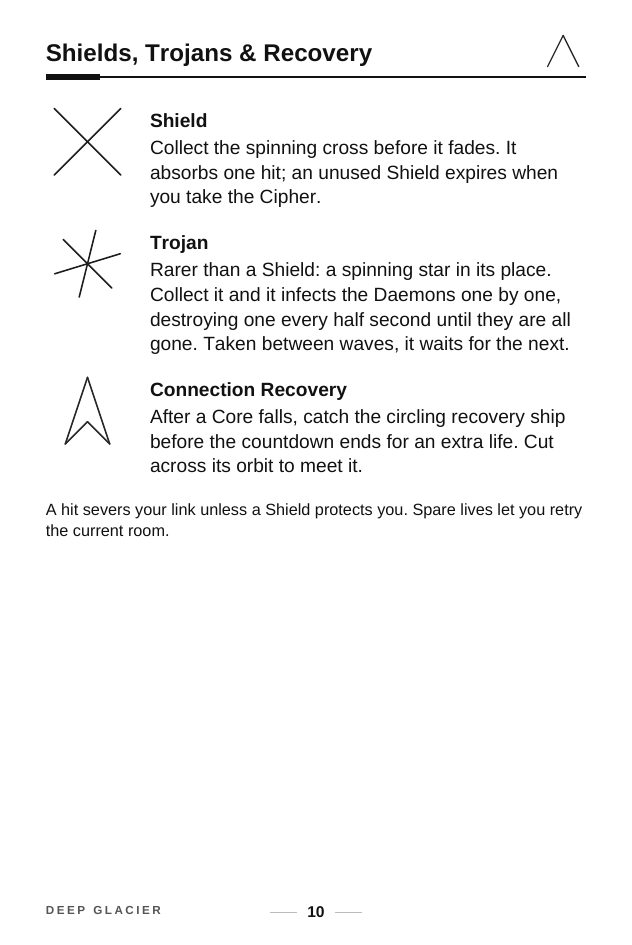 Shields, Trojans & Recovery
Shield
Collect the spinning cross before it fades. It
absorbs one hit; an unused Shield expires when
you take the Cipher.
Trojan
Rarer than a Shield: a spinning star in its place.
Collect it and it infects the Daemons one by one,
destroying one every half second until they are all
gone. Taken between waves, it waits for the next.
Connection Recovery
After a Core falls, catch the circling recovery ship
before the countdown ends for an extra life. Cut
across its orbit to meet it.
A hit severs your link unless a Shield protects you. Spare lives let you retry
the current room.
DEEP GLACIER
10